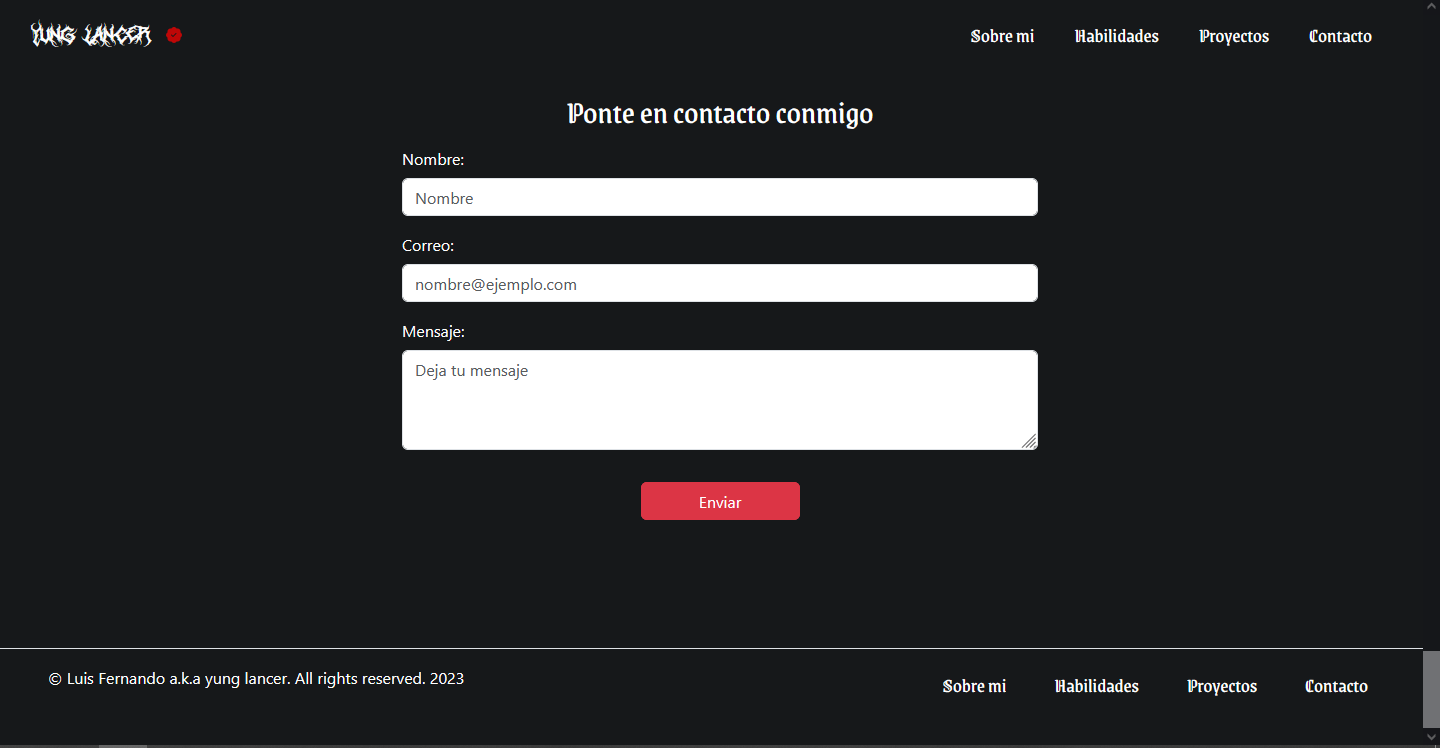 YUNG LANCER
Sobre mi Habilidades Proyectos Contacto
Ponte en contacto conmigo
Nombre:
Nombre
Correo:
nombre@ejemplo.com
Mensaje:
Deja tu mensaje
Enviar
© Luis Fernando a.k.a yung lancer. All rights reserved. 2023
Sobre mi Habilidades Proyectos Contacto